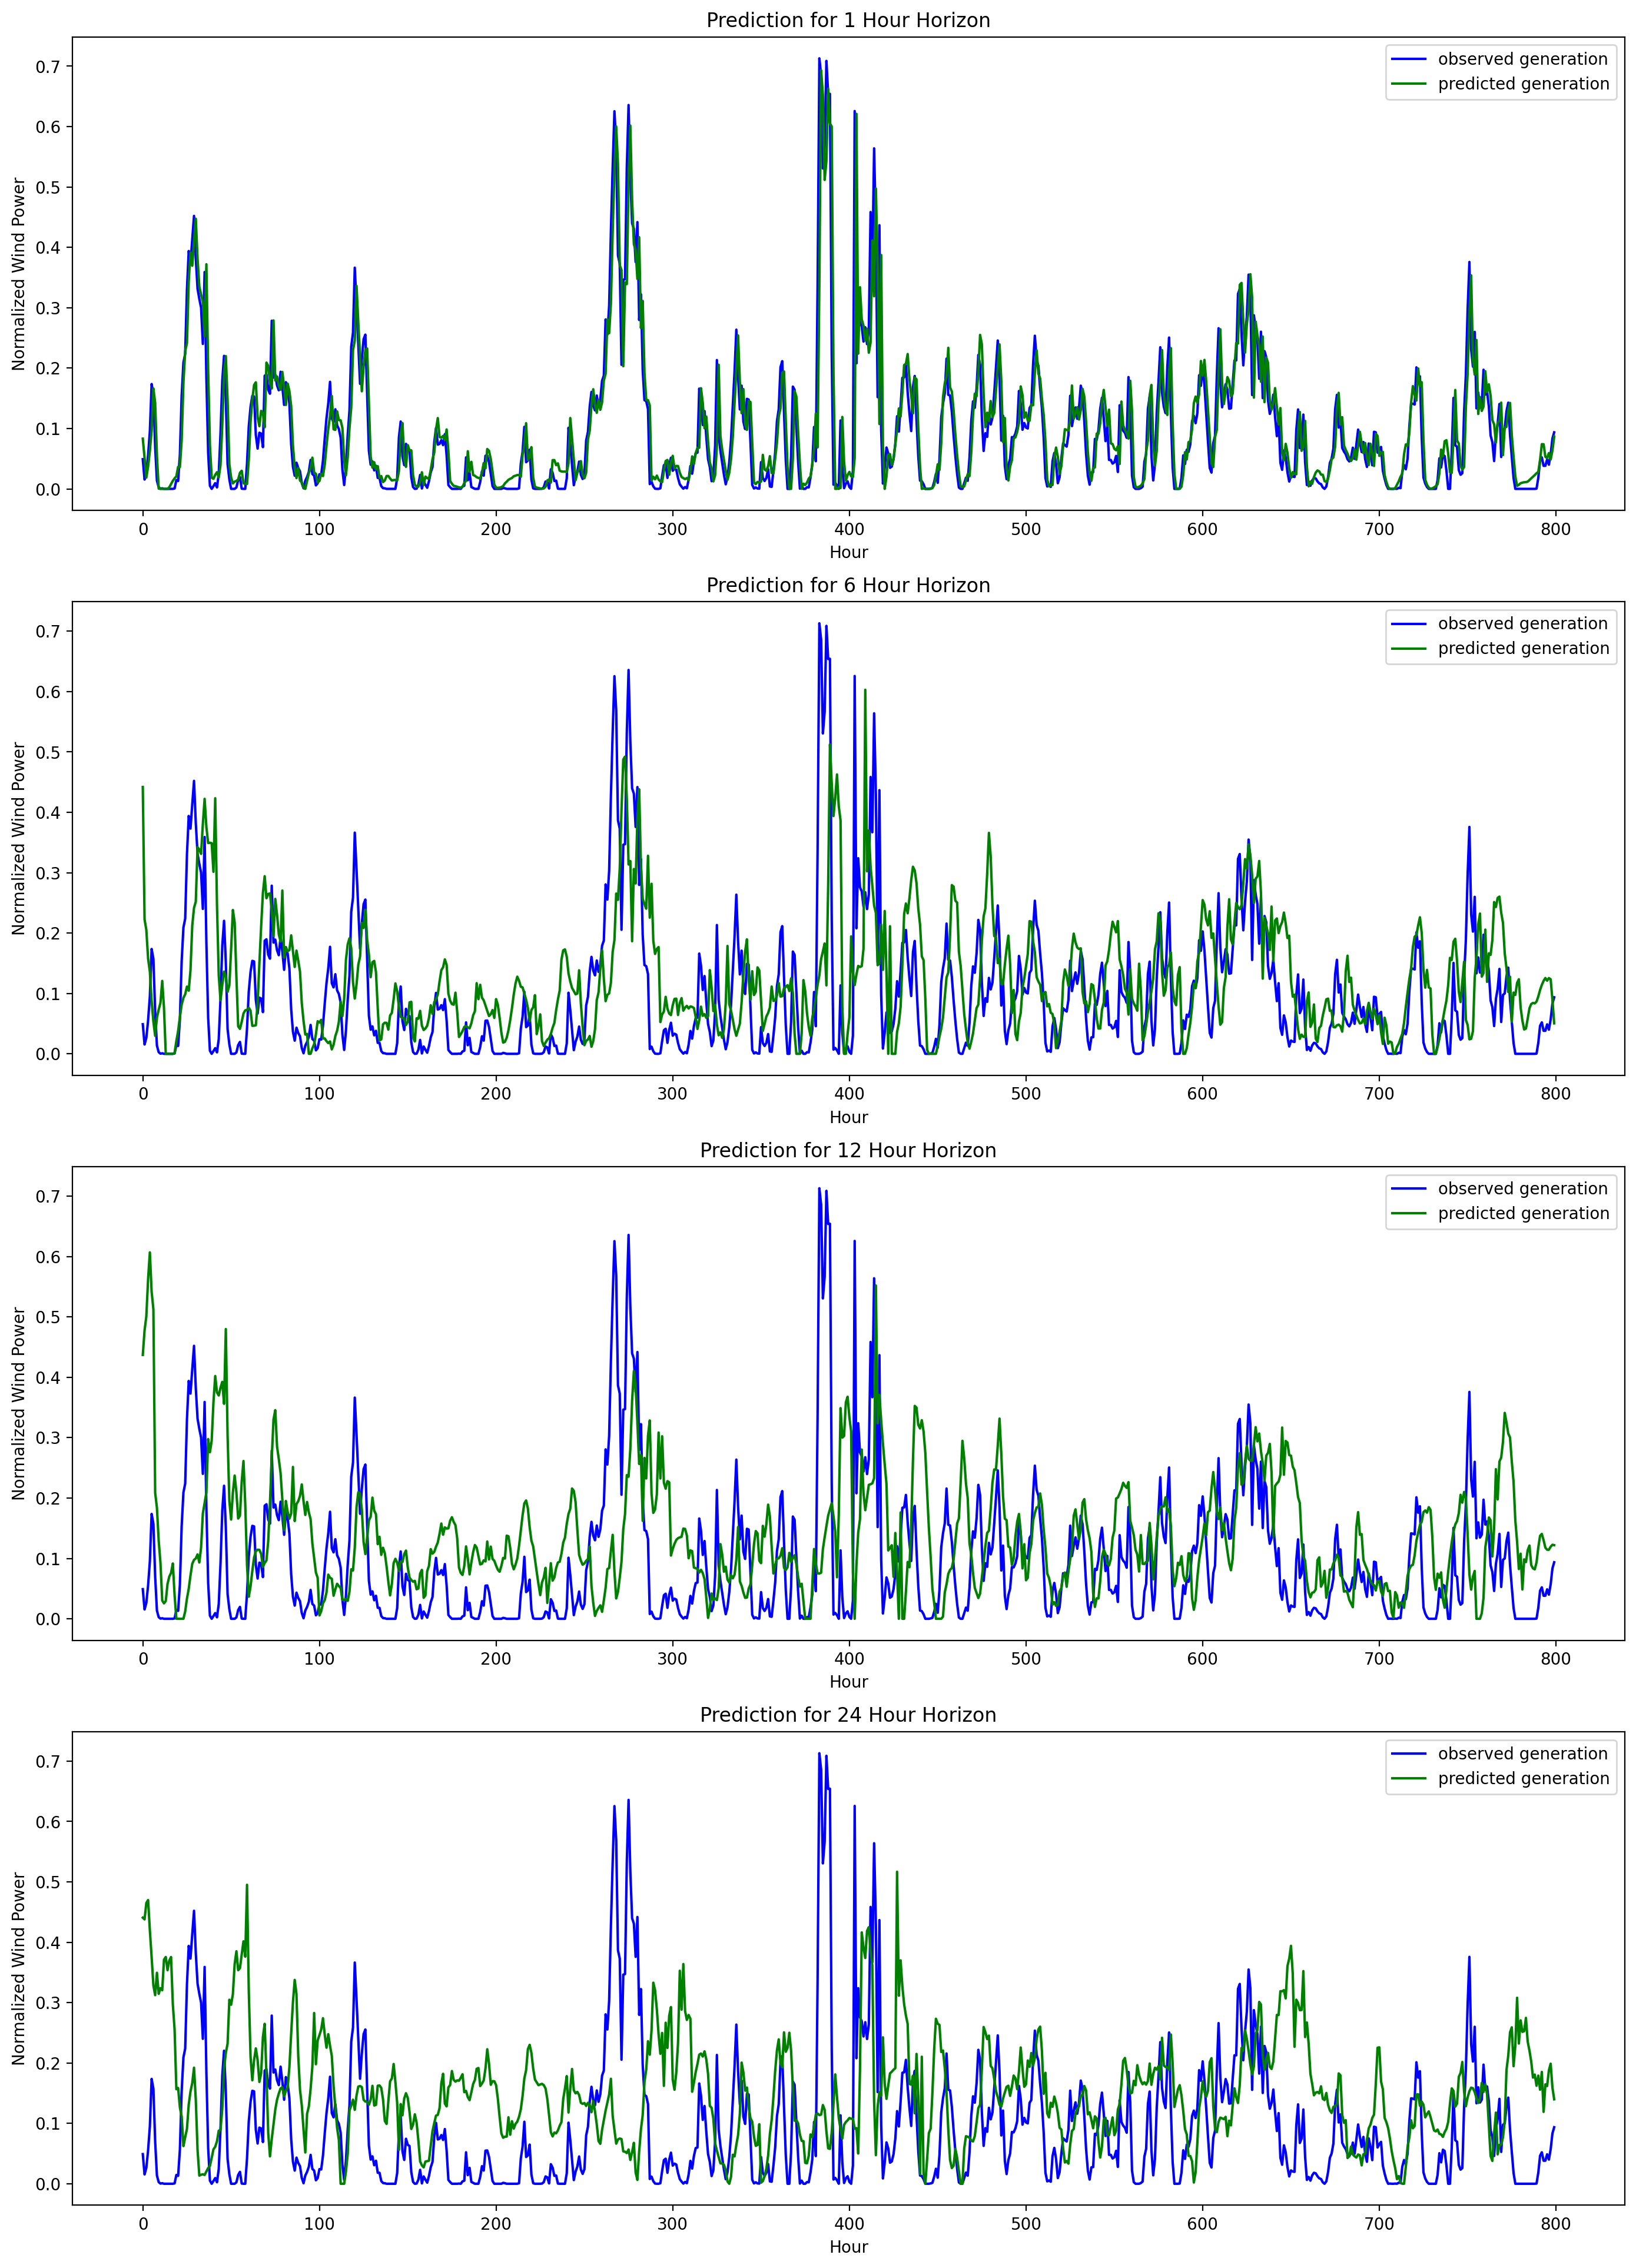 Prediction for 1 Hour Horizon
observed generation
predicted generation
Normalized Wind Power
0.7
0.6
0.5
0.4
0.3
0.2
0.1
0.0
0 100 200 300 400 500 600 700 800
Hour
Prediction for 6 Hour Horizon
observed generation
predicted generation
Normalized Wind Power
0.7
0.6
0.5
0.4
0.3
0.2
0.1
0.0
0 100 200 300 400 500 600 700 800
Hour
Prediction for 12 Hour Horizon
observed generation
predicted generation
Normalized Wind Power
0.7
0.6
0.5
0.4
0.3
0.2
0.1
0.0
0 100 200 300 400 500 600 700 800
Hour
Prediction for 24 Hour Horizon
observed generation
predicted generation
Normalized Wind Power
0.7
0.6
0.5
0.4
0.3
0.2
0.1
0.0
0 100 200 300 400 500 600 700 800
Hour